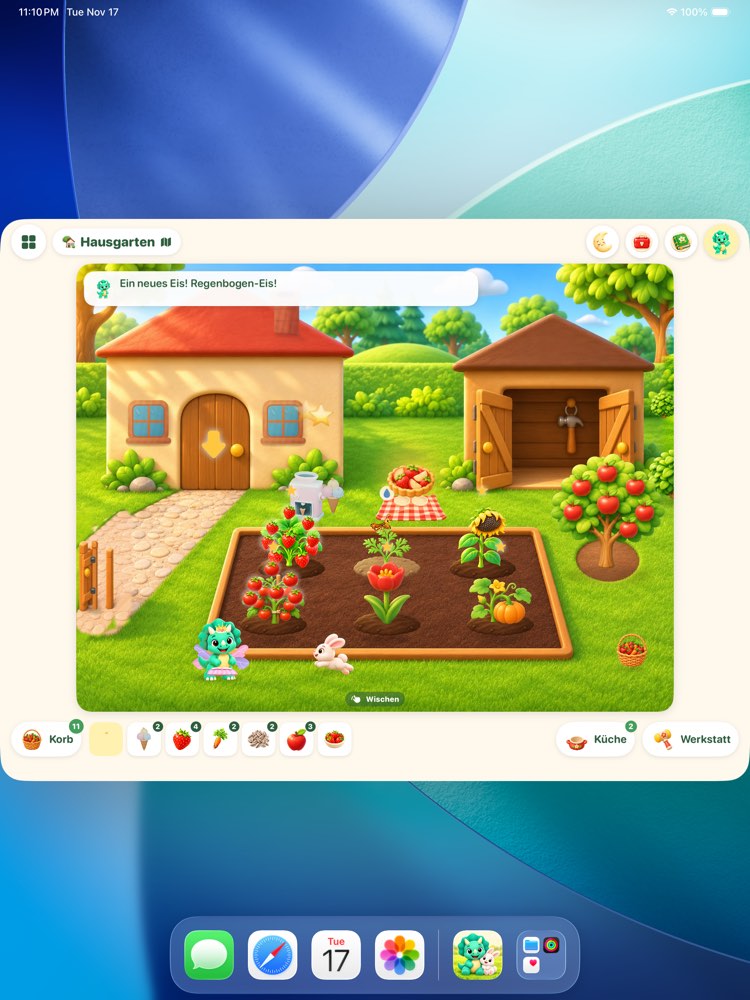 11:10 PM Tue Nov 17
100%
Hausgarten
Ein neues Eis! Regenbogen-Eis!
Wischen
Korb
11
2
4
2
2
3
Küche
2
Werkstatt
Tue
17